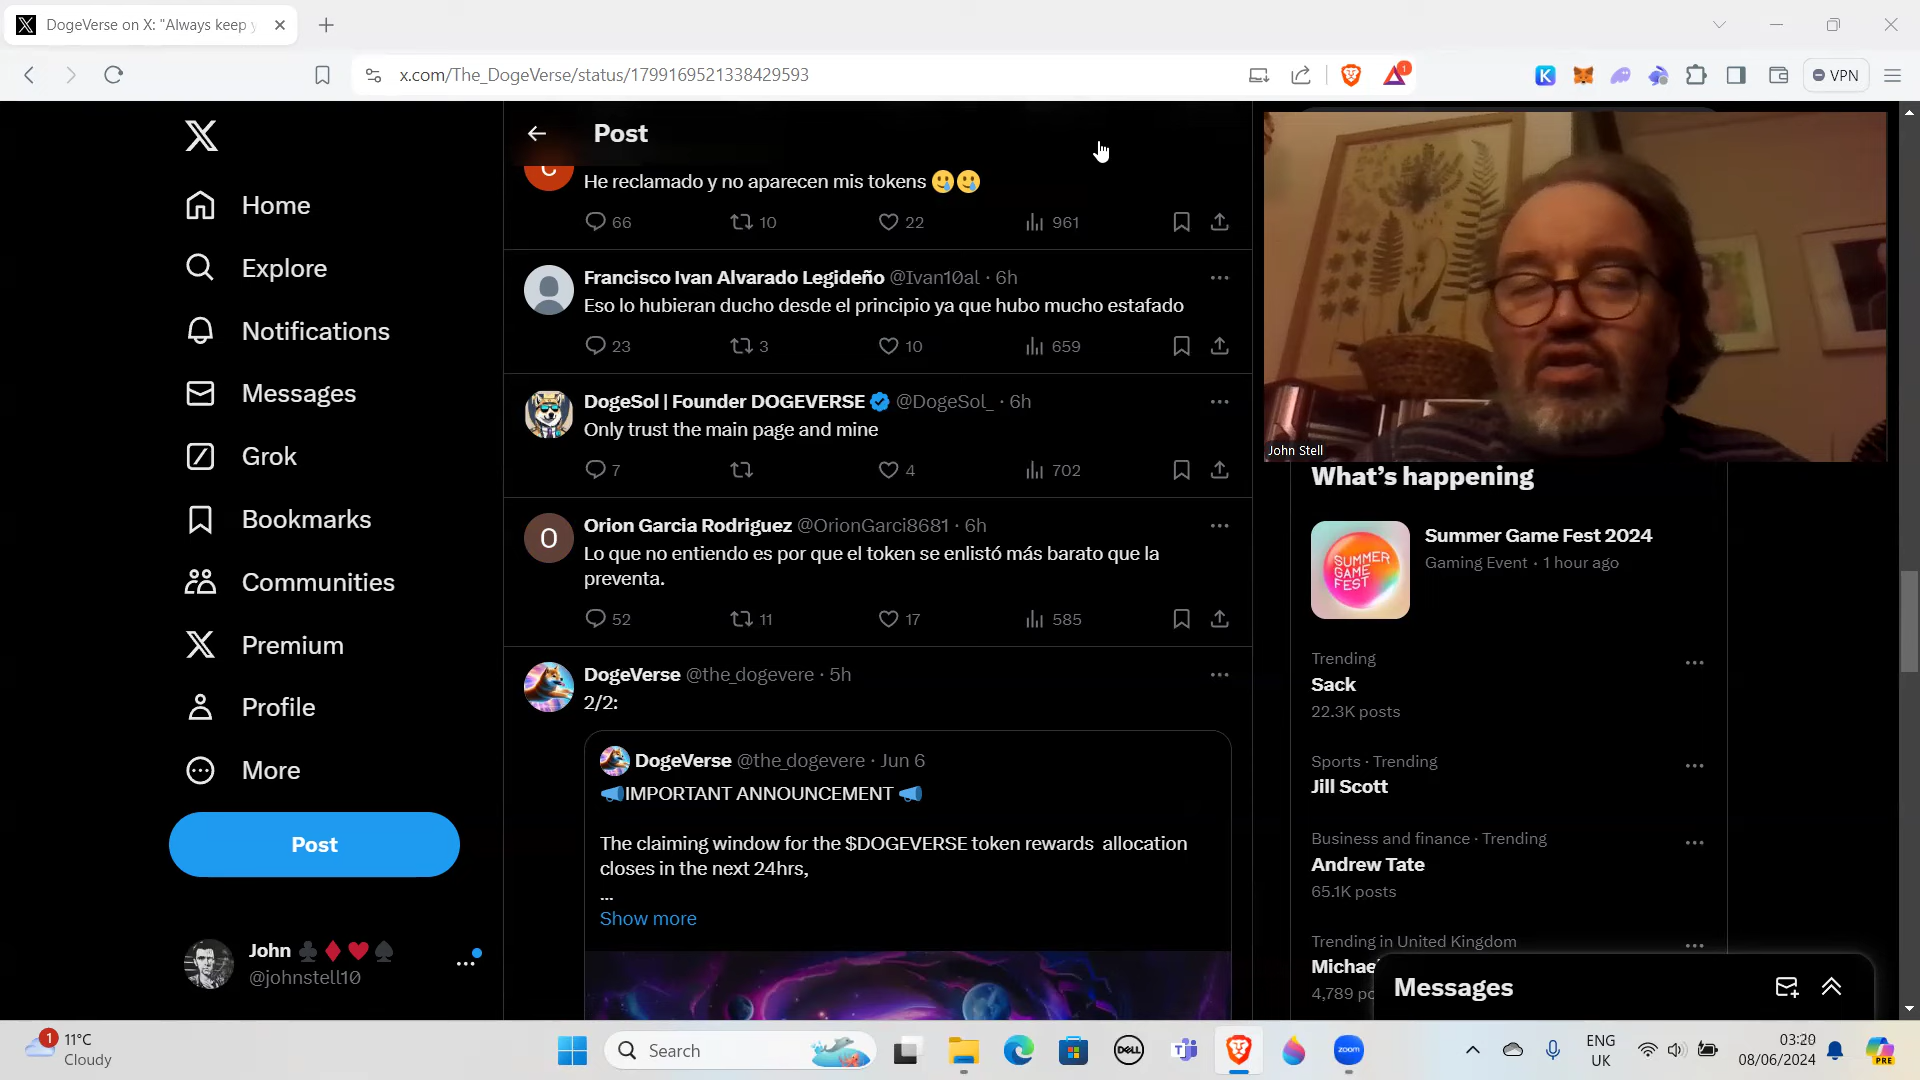 DogeVerse on X: "Always keep y
x.com/The_DogeVerse/status/1799169521338429593
1
VPN
Post
Home
Explore
Notifications
Messages
Grok
Bookmarks
Communities
Premium
Profile
More
Post
John
@johnstell10
He reclamado y no aparecen mis tokens
66 10 22 961
Francisco Ivan Alvarado Legideño @Ivan10al · 6h
Eso lo hubieran ducho desde el principio ya que hubo mucho estafado
23 3 10 659
DogeSol | Founder DOGEVERSE @DogeSol_ · 6h
Only trust the main page and mine
7 4 702
O
Orion Garcia Rodriguez @OrionGarci8681 · 6h
Lo que no entiendo es por que el token se enlistó más barato que la
preventa.
52 11 17 585
DogeVerse @the_dogevere · 5h
2/2:
DogeVerse @the_dogevere · Jun 6
IMPORTANT ANNOUNCEMENT
The claiming window for the $DOGEVERSE token rewards allocation
closes in the next 24hrs,
...
Show more
John Stell
What's happening
SUMMER
GAME
FEST
Summer Game Fest 2024
Gaming Event · 1 hour ago
Trending
Sack
22.3K posts
Sports · Trending
Jill Scott
Business and finance · Trending
Andrew Tate
65.1K posts
Trending in United Kingdom
Michae
4,789 po
Messages
1
11°C
Cloudy
Search
DELL
zoom
ENG
UK
03:20
08/06/2024
PRE